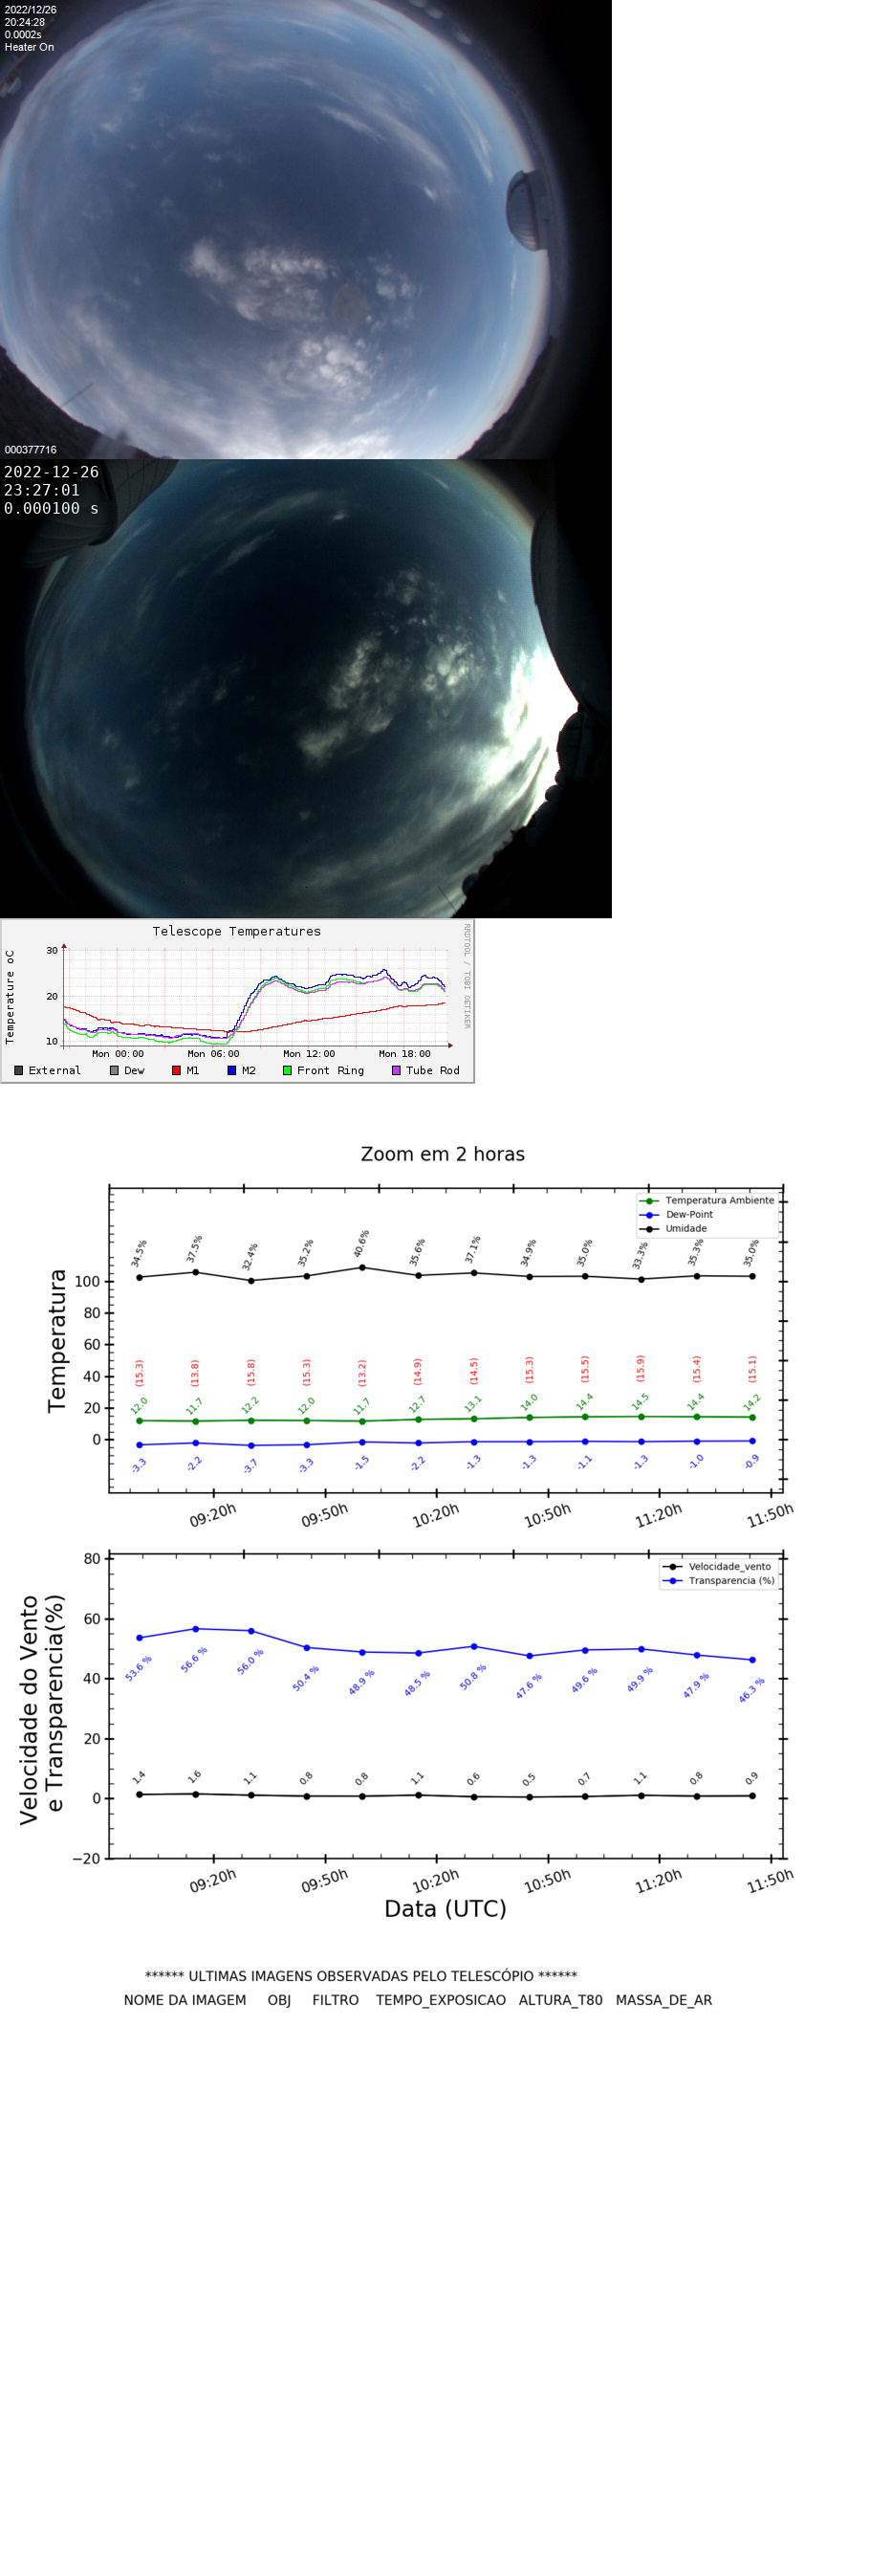 2022/12/26
20:24:28
0.0002s
Heater On
000377716
2022-12-26
23:27:01
0.000100 s
Telescope Temperatures
RRDTOOL / TOBI OETIKER
Temperature oC
30
20
10
Mon 00:00 Mon 06:00 Mon 12:00 Mon 18:00
External Dew M1 M2 Front Ring Tube Rod
Zoom em 2 horas
Temperatura Ambiente
Dew-Point
Umidade
Temperatura
100
80
60
40
20
0
34.5% 37.5% 32.4% 35.2% 40.6% 35.6% 37.1% 34.9% 35.0% 33.3% 35.3% 35.0%
(15.3) (13.8) (15.8) (15.3) (13.2) (14.9) (14.5) (15.3) (15.5) (15.9) (15.4) (15.1)
12.0 11.7 12.2 12.0 11.7 12.7 13.1 14.0 14.4 14.5 14.4 14.2
-3.3 -2.2 -3.7 -3.3 -1.5 -2.2 -1.3 -1.3 -1.1 -1.3 -1.0 -0.9
09:20h 09:50h 10:20h 10:50h 11:20h 11:50h
Velocidade_vento
Transparencia (%)
Velocidade do Vento
e Transparencia(%)
80
60
40
20
0
−20
53.6 % 56.6 % 56.0 % 50.4 % 48.9 % 48.5 % 50.8 % 47.6 % 49.6 % 49.9 % 47.9 % 46.3 %
1.4 1.6 1.1 0.8 0.8 1.1 0.6 0.5 0.7 1.1 0.8 0.9
09:20h 09:50h 10:20h 10:50h 11:20h 11:50h
Data (UTC)
****** ULTIMAS IMAGENS OBSERVADAS PELO TELESCÓPIO ******
NOME DA IMAGEM OBJ FILTRO TEMPO_EXPOSICAO ALTURA_T80 MASSA_DE_AR